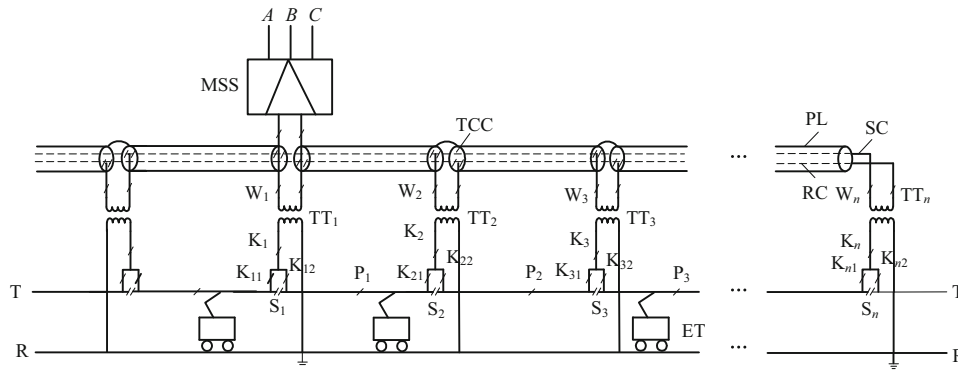 A B C
MSS
TCC PL SC
RC
W₁ W₂ W₃ Wₙ TTₙ
TT₁ TT₂ TT₃
K₁ K₂ K₃ Kₙ
K₁₁ K₁₂ K₂₁ K₂₂ K₃₁ K₃₂ Kₙ₁ Kₙ₂
P₁ P₂ P₃
...
T ... T
S₁ S₂ S₃ Sₙ
ET
R ...